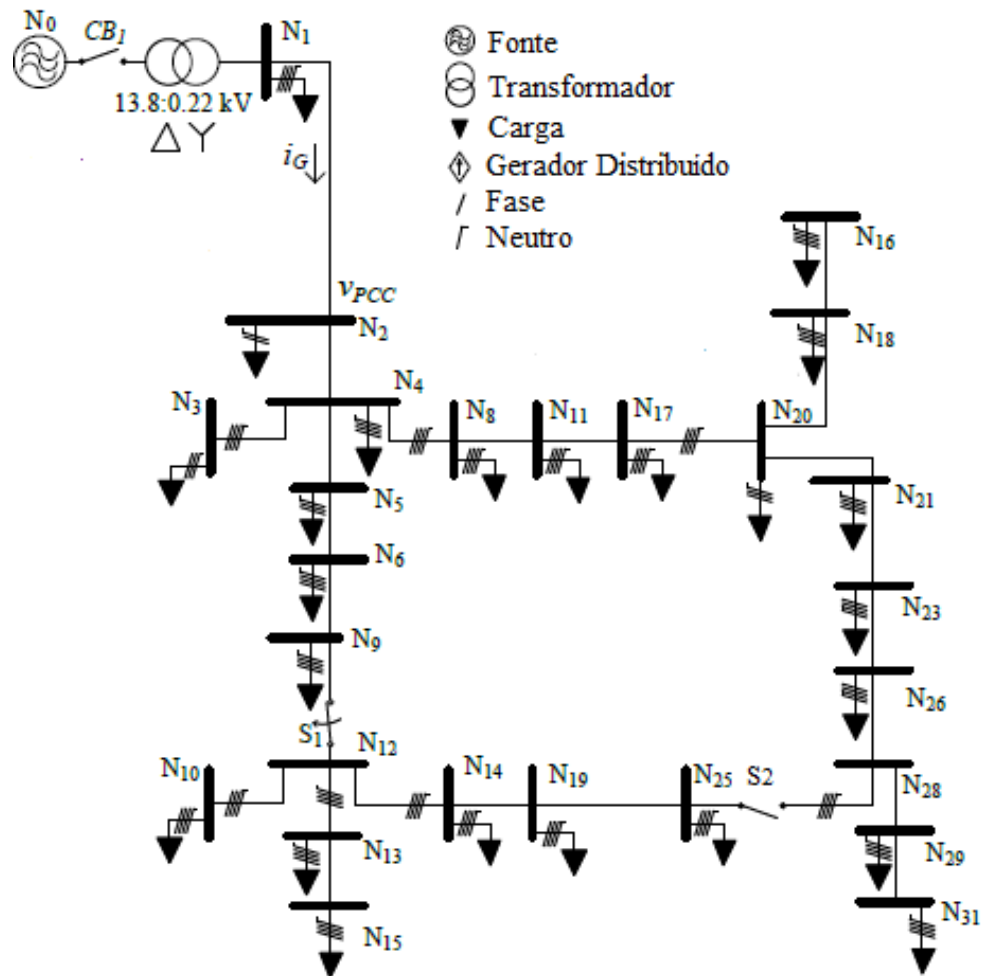 N0
CB1
N1
13.8:0.22 kV
iG
Fonte
Transformador
Carga
Gerador Distribuido
Fase
Neutro
vPCC
N2
N16
N18
N3
N4
N8
N11
N17
N20
N5
N21
N6
N23
N9
N26
S1
N12
N10
N14
N19
N25
S2
N28
N13
N29
N15
N31